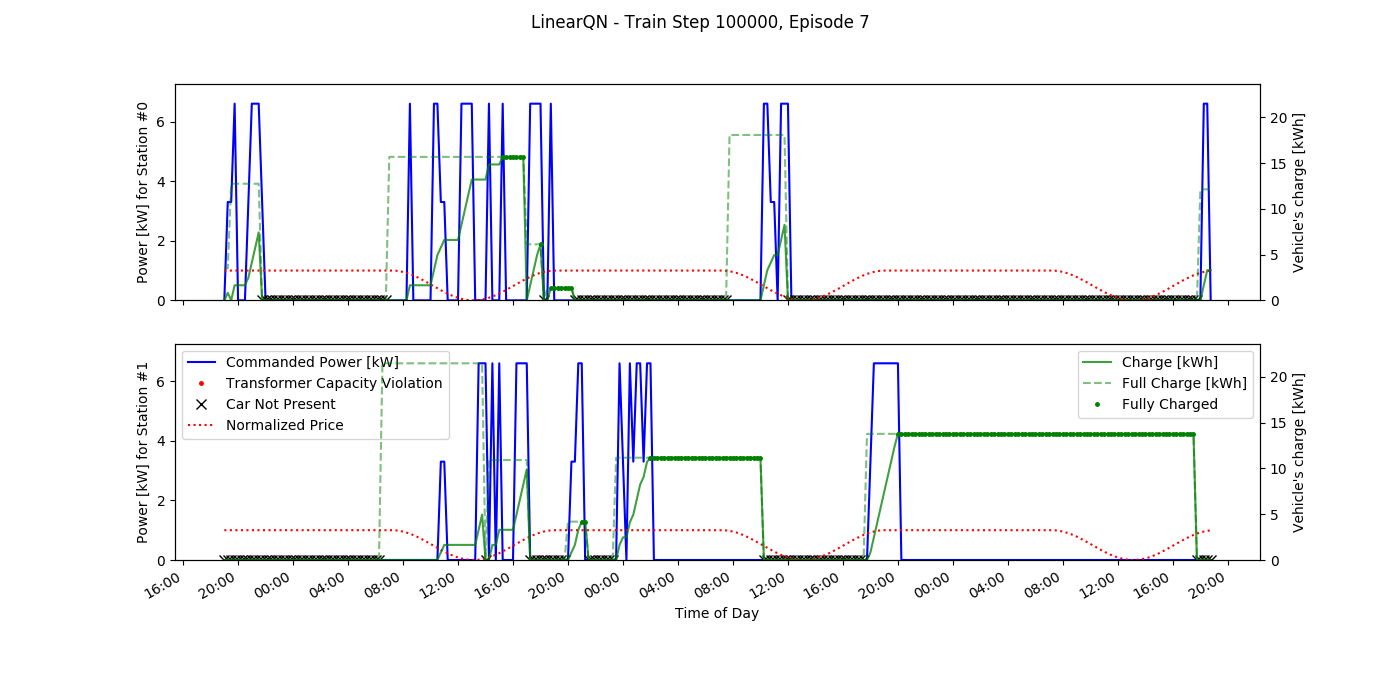 LinearQN - Train Step 100000, Episode 7
Power [kW] for Station #0
6
4
2
0
20
15
10
5
0
Vehicle's charge [kWh]
Power [kW] for Station #1
6
4
2
0
Commanded Power [kW]
Transformer Capacity Violation
Car Not Present
Normalized Price
Charge [kWh]
Full Charge [kWh]
Fully Charged
20
15
10
5
0
Vehicle's charge [kWh]
16:00 20:00 00:00 04:00 08:00 12:00 16:00 20:00 00:00 04:00 08:00 12:00 16:00 20:00 00:00 04:00 08:00 12:00 16:00 20:00
Time of Day